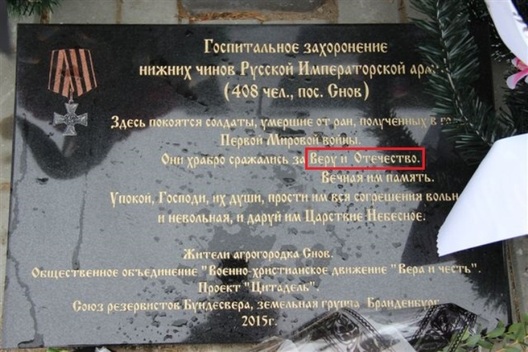 Госпитальное захоронение
нижних чинов Русской Императорской
(408 чел., пос. Снов)
Здесь покоятся солдаты, умершие от ран, полученных в
Первой Мировой войны.
Они храбро сражались за Веру и Отечество.
Вечная им память.
Упокой, Господи, их души, прости им вся согрешения
и невольная, и даруй им Царствие Небесное.
Жители агрогородка Снов.
Общественное объединение "Военно-христианское движение "Вера и честь".
Проект "Цитадель".
Союз резервистов Бундесвера, земельная группа Бранденбург
2015г.